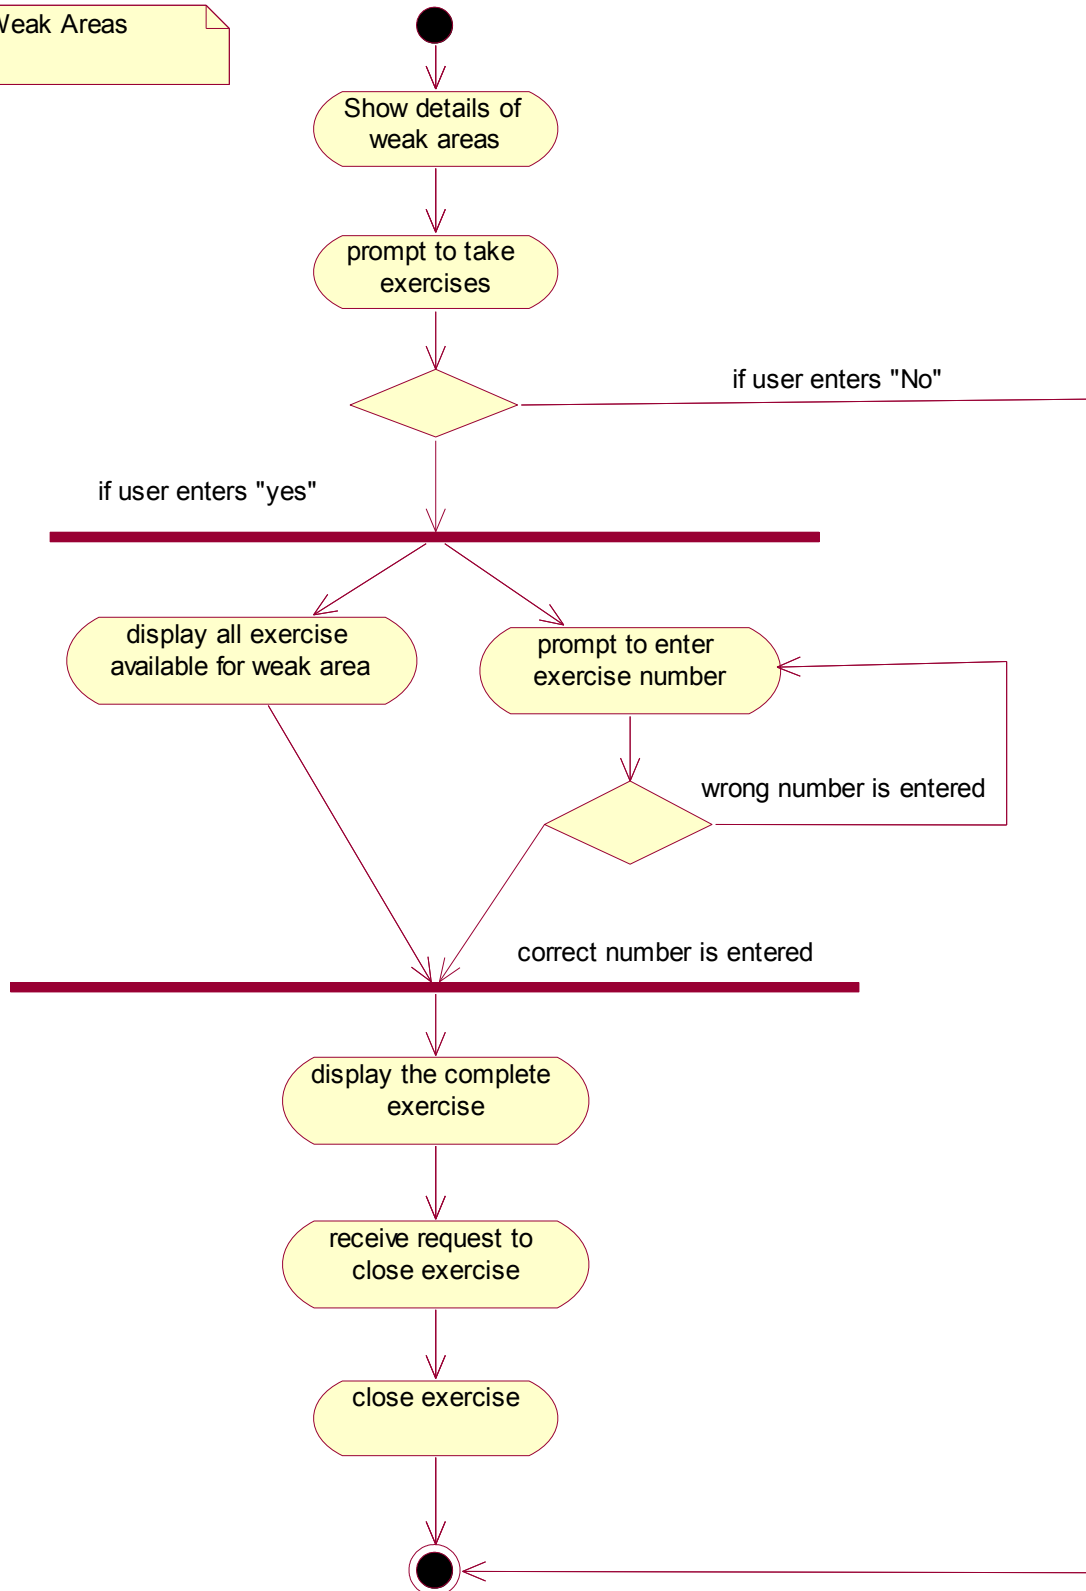 Weak Areas
Show details of
weak areas
prompt to take
exercises
if user enters "No"
if user enters "yes"
display all exercise
available for weak area
prompt to enter
exercise number
wrong number is entered
correct number is entered
display the complete
exercise
receive request to
close exercise
close exercise